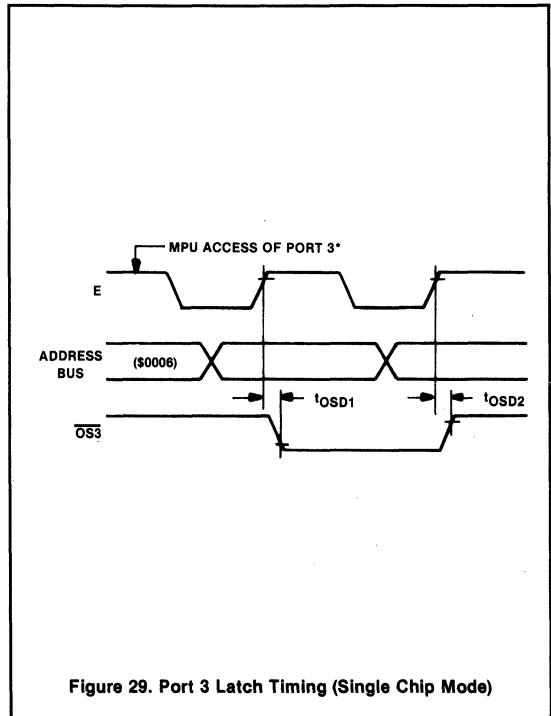 MPU ACCESS OF PORT 3*
E
ADDRESS
BUS
($0006)
tOSD1
tOSD2
OS3
Figure 29. Port 3 Latch Timing (Single Chip Mode)